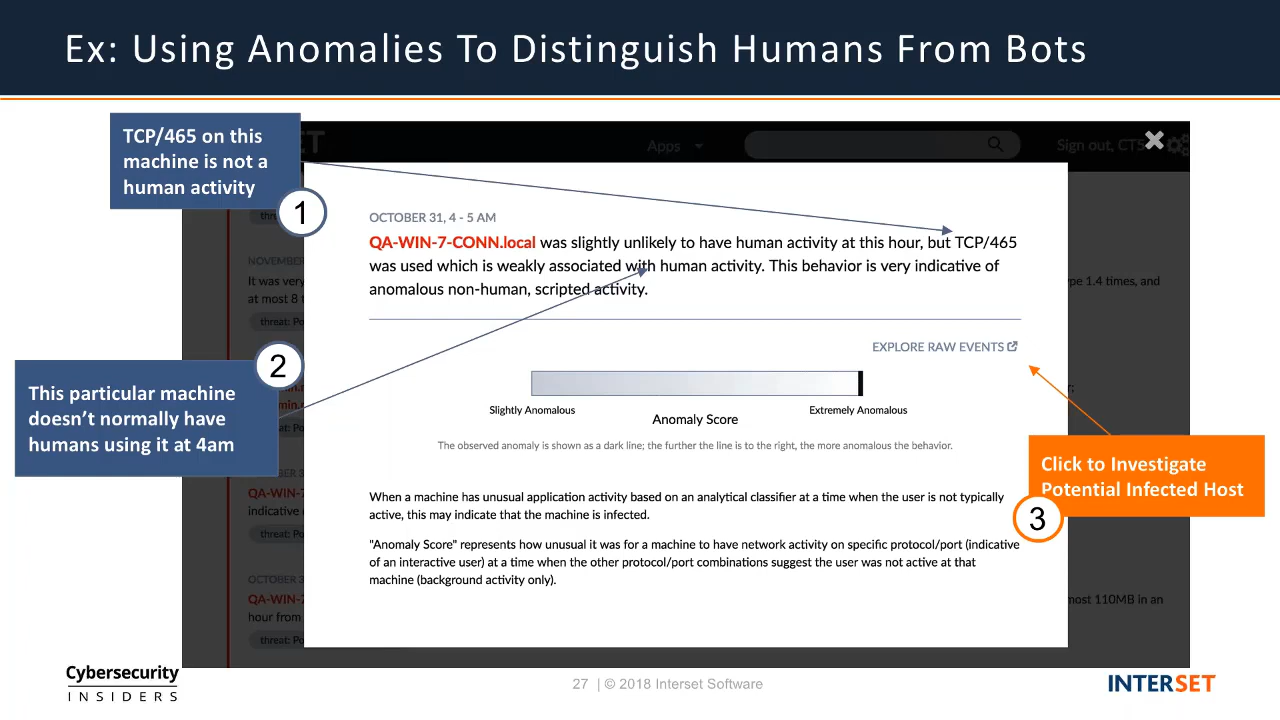 Ex: Using Anomalies To Distinguish Humans From Bots
TCP/465 on this
machine is not a
human activity
1
Apps
Sign out, CTS
OCTOBER 31, 4 - 5 AM
QA-WIN-7-CONN.local was slightly unlikely to have human activity at this hour, but TCP/465
was used which is weakly associated with human activity. This behavior is very indicative of
anomalous non-human, scripted activity.
EXPLORE RAW EVENTS
Slightly Anomalous
Extremely Anomalous
Anomaly Score
The observed anomaly is shown as a dark line; the further the line is to the right, the more anomalous the behavior.
When a machine has unusual application activity based on an analytical classifier at a time when the user is not typically
active, this may indicate that the machine is infected.
"Anomaly Score" represents how unusual it was for a machine to have network activity on specific protocol/port (indicative
of an interactive user) at a time when the other protocol/port combinations suggest the user was not active at that
machine (background activity only).
2
This particular machine
doesn't normally have
humans using it at 4am
Click to Investigate
Potential Infected Host
3
threat:
NOVEMBER
It was very
at most 8
ype 1.4 times, and
threat: Po
QA-WIN-7
indicative
threat: Po
OCTOBER 3
QA-WIN-7
hour from
most 110MB in an
threat: Po
Cybersecurity
INSIDERS
27 | © 2018 Interset Software
INTERSET